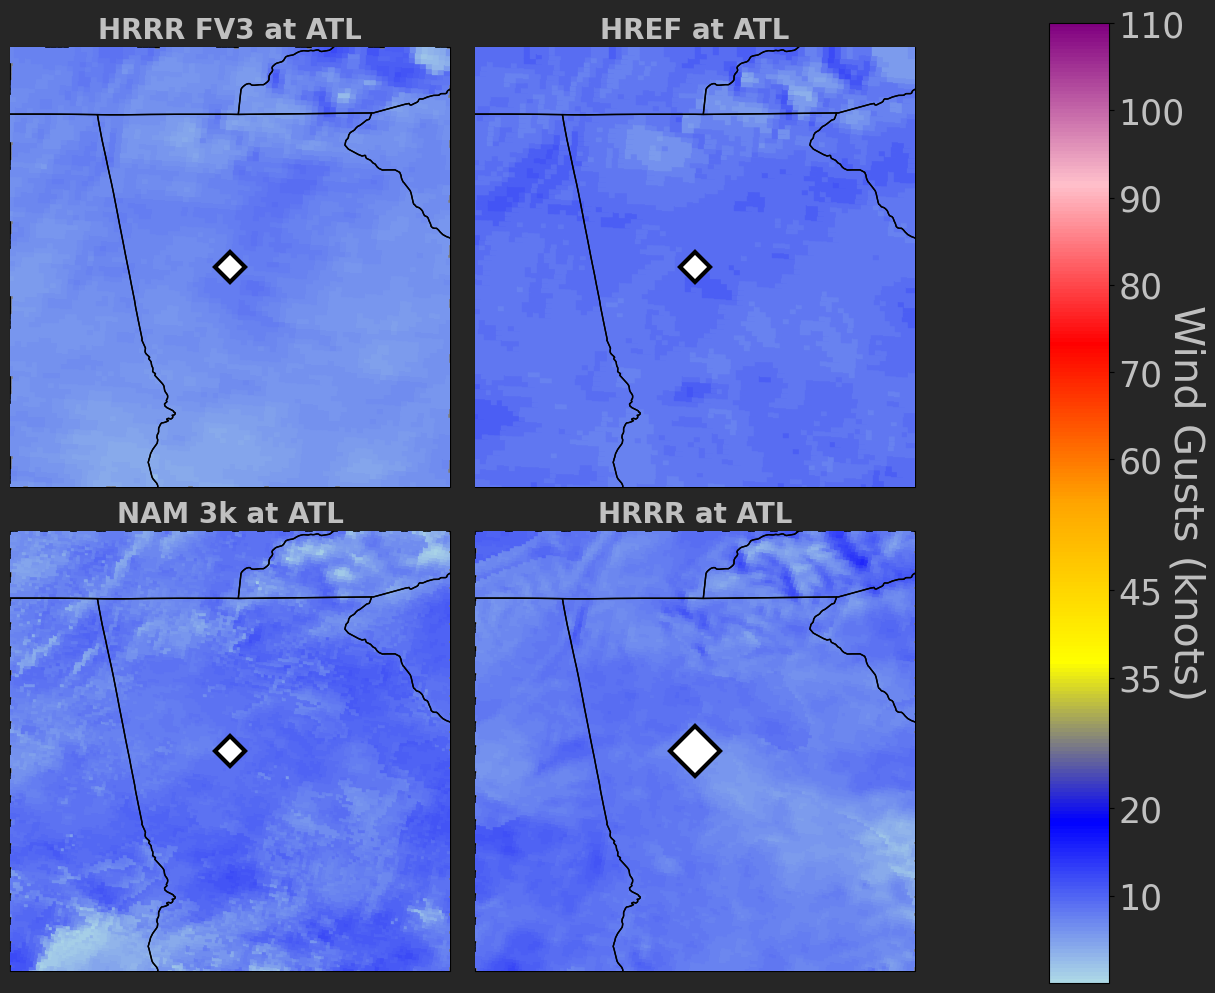 HRRR FV3 at ATL
HREF at ATL
NAM 3k at ATL
HRRR at ATL
110
100
90
80
70
60
45
35
20
10
Wind Gusts (knots)